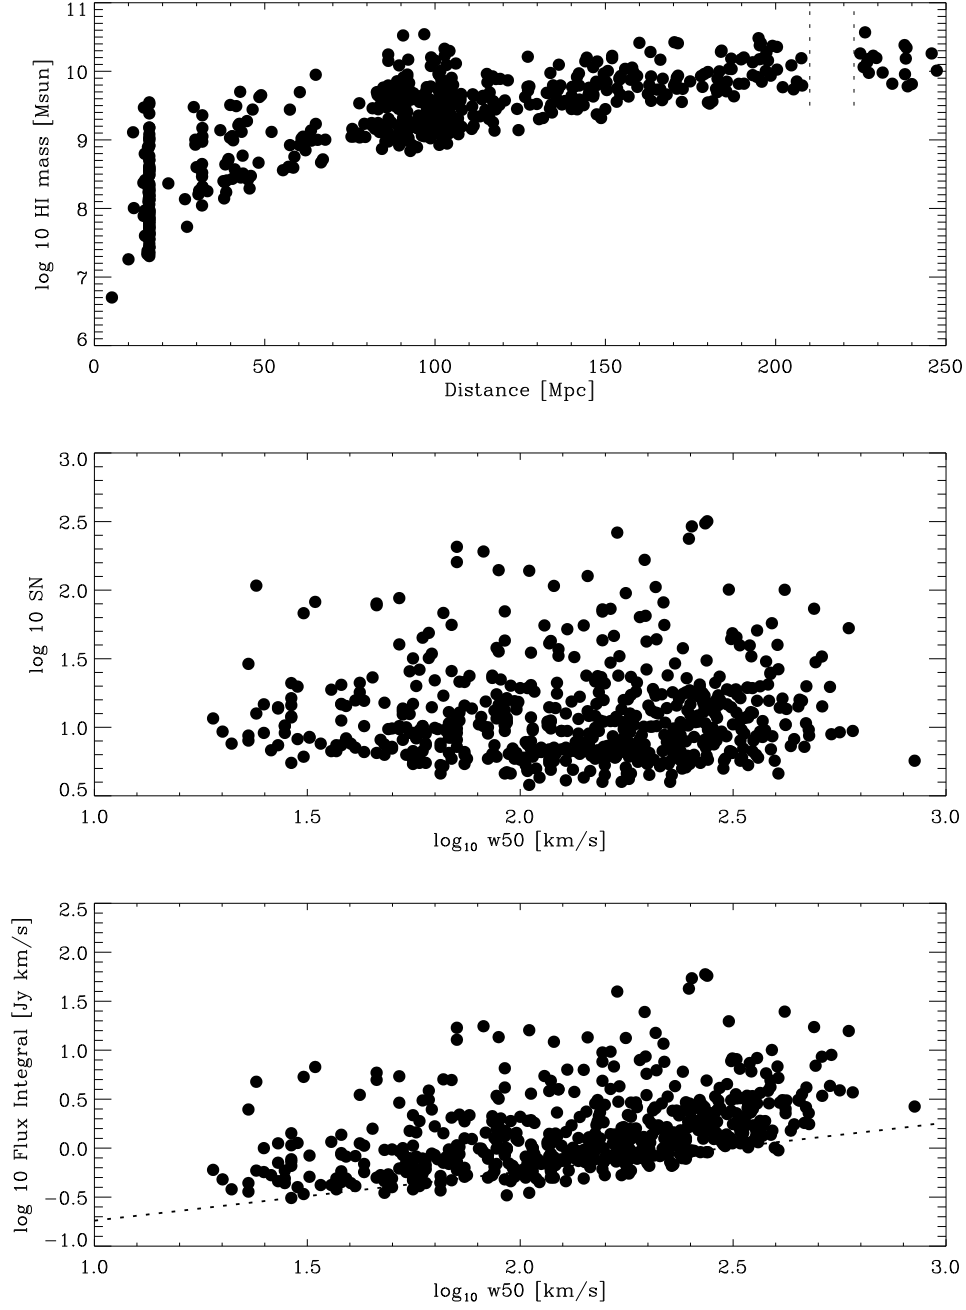 11
10
9
8
7
6
log 10 HI mass [Msun]
0 50 100 150 200 250
Distance [Mpc]
3.0
2.5
2.0
1.5
1.0
0.5
log 10 SN
1.0 1.5 2.0 2.5 3.0
log₁₀ w50 [km/s]
2.5
2.0
1.5
1.0
0.5
0.0
−0.5
−1.0
log 10 Flux Integral [Jy km/s]
1.0 1.5 2.0 2.5 3.0
log₁₀ w50 [km/s]